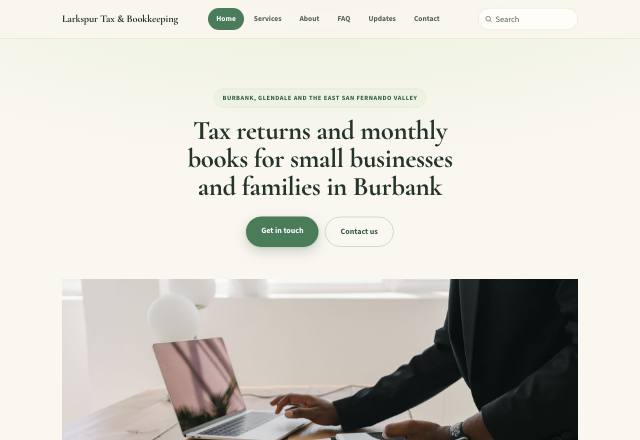 Larkspur Tax & Bookkeeping
Home
Services
About
FAQ
Updates
Contact
Search
BURBANK, GLENDALE AND THE EAST SAN FERNANDO VALLEY
Tax returns and monthly
books for small businesses
and families in Burbank
Get in touch
Contact us